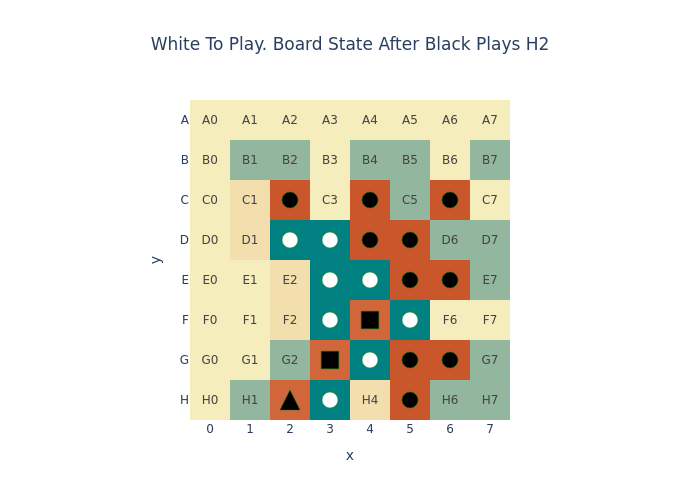 White To Play. Board State After Black Plays H2
A A0 A1 A2 A3 A4 A5 A6 A7
B B0 B1 B2 B3 B4 B5 B6 B7
C C0 C1 C3 C5 C7
D D0 D1 D6 D7
E E0 E1 E2 E7
F F0 F1 F2 F6 F7
G G0 G1 G2 G7
H H0 H1 H4 H6 H7
0 1 2 3 4 5 6 7
x
y